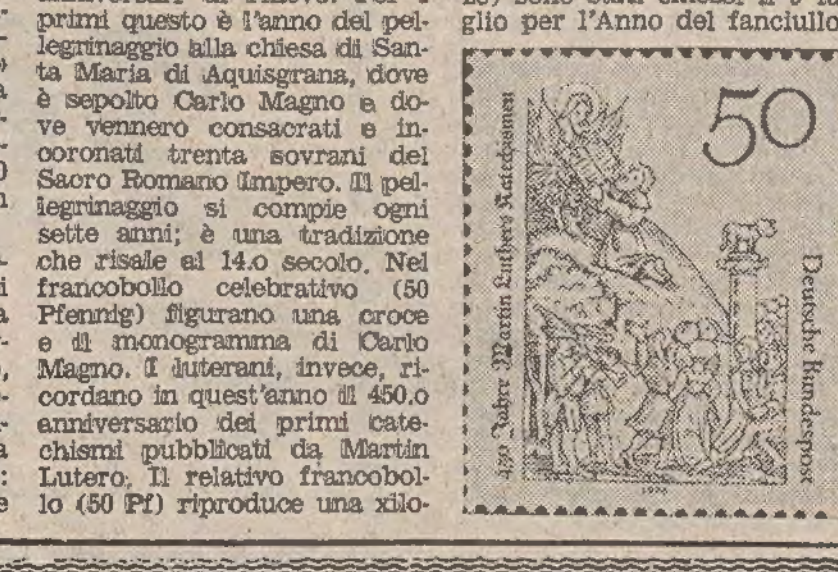 primi questo è l'anno del pel-
legrinaggio alla chiesa di San-
ta Maria di Aquisgrana, dove
è sepolto Carlo Magno e do-
ve vennero consacrati e in-
coronati trenta sovrani del
Sacro Romano Impero. Il pel-
legrinaggio si compie ogni
sette anni; è una tradizione
che risale al 14.o secolo. Nel
francobollo celebrativo (50
Pfennig) figurano una croce
e il monogramma di Carlo
Magno. I luterani, invece, ri-
cordano in quest'anno il 450.o
anniversario dei primi cate-
chismi pubblicati da Martin
Lutero. Il relativo francobol-
lo (50 Pf) riproduce una xilo-
glio per l'Anno del fanciullo
50
450 Jahre Martin Luthers Katechismen
Deutsche Bundespost